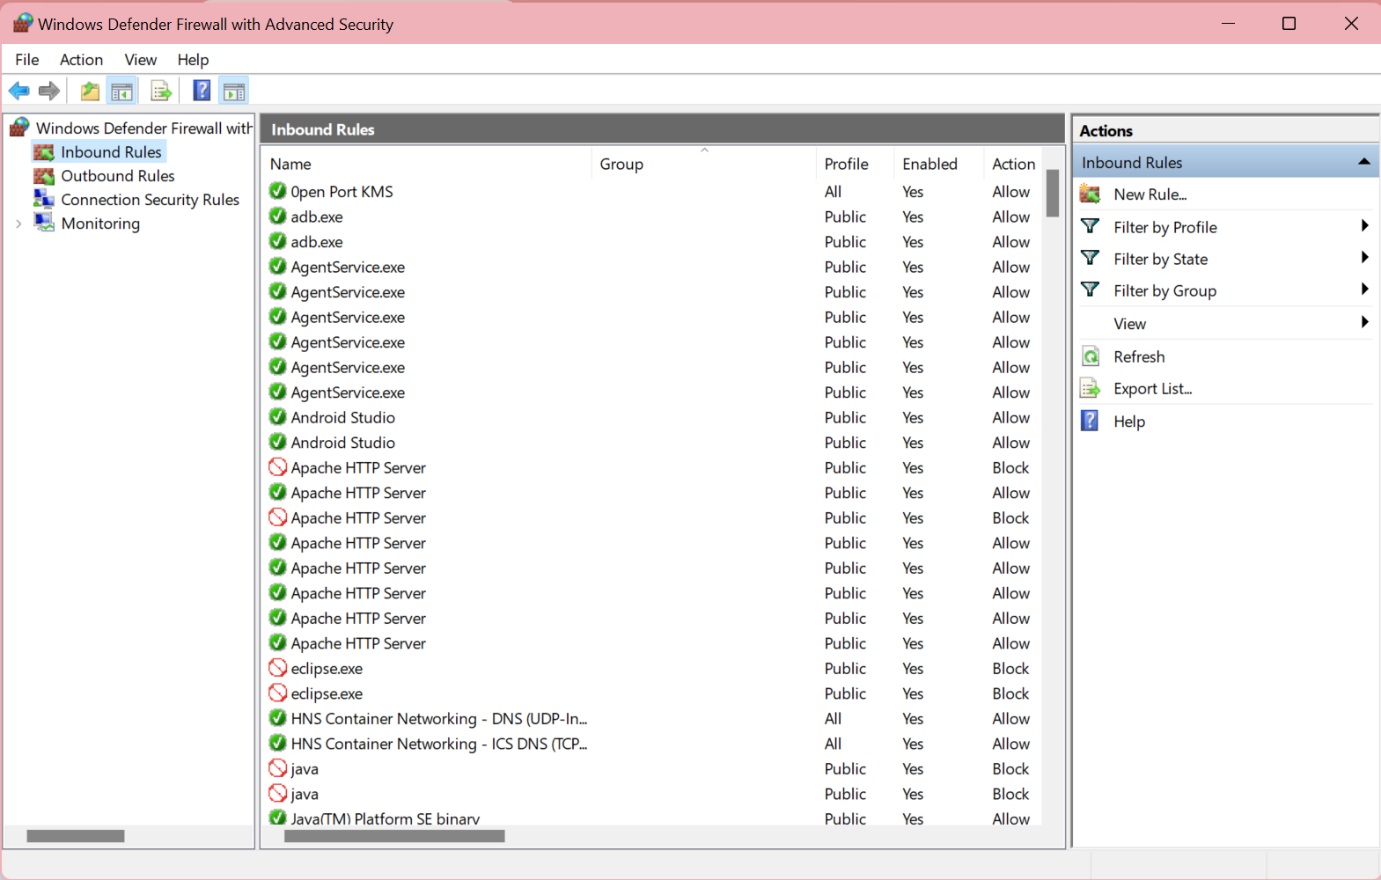 Windows Defender Firewall with Advanced Security
File Action View Help
Windows Defender Firewall with
Inbound Rules
Outbound Rules
Connection Security Rules
Monitoring
Inbound Rules
Name Group Profile Enabled Action
0pen Port KMS All Yes Allow
adb.exe Public Yes Allow
adb.exe Public Yes Allow
AgentService.exe Public Yes Allow
AgentService.exe Public Yes Allow
AgentService.exe Public Yes Allow
AgentService.exe Public Yes Allow
AgentService.exe Public Yes Allow
AgentService.exe Public Yes Allow
Android Studio Public Yes Allow
Android Studio Public Yes Allow
Apache HTTP Server Public Yes Block
Apache HTTP Server Public Yes Allow
Apache HTTP Server Public Yes Block
Apache HTTP Server Public Yes Allow
Apache HTTP Server Public Yes Allow
Apache HTTP Server Public Yes Allow
Apache HTTP Server Public Yes Allow
Apache HTTP Server Public Yes Allow
eclipse.exe Public Yes Block
eclipse.exe Public Yes Block
HNS Container Networking - DNS (UDP-In... All Yes Allow
HNS Container Networking - ICS DNS (TCP... All Yes Allow
java Public Yes Block
java Public Yes Block
Java(TM) Platform SE binary Public Yes Allow
Actions
Inbound Rules
New Rule...
Filter by Profile
Filter by State
Filter by Group
View
Refresh
Export List...
Help